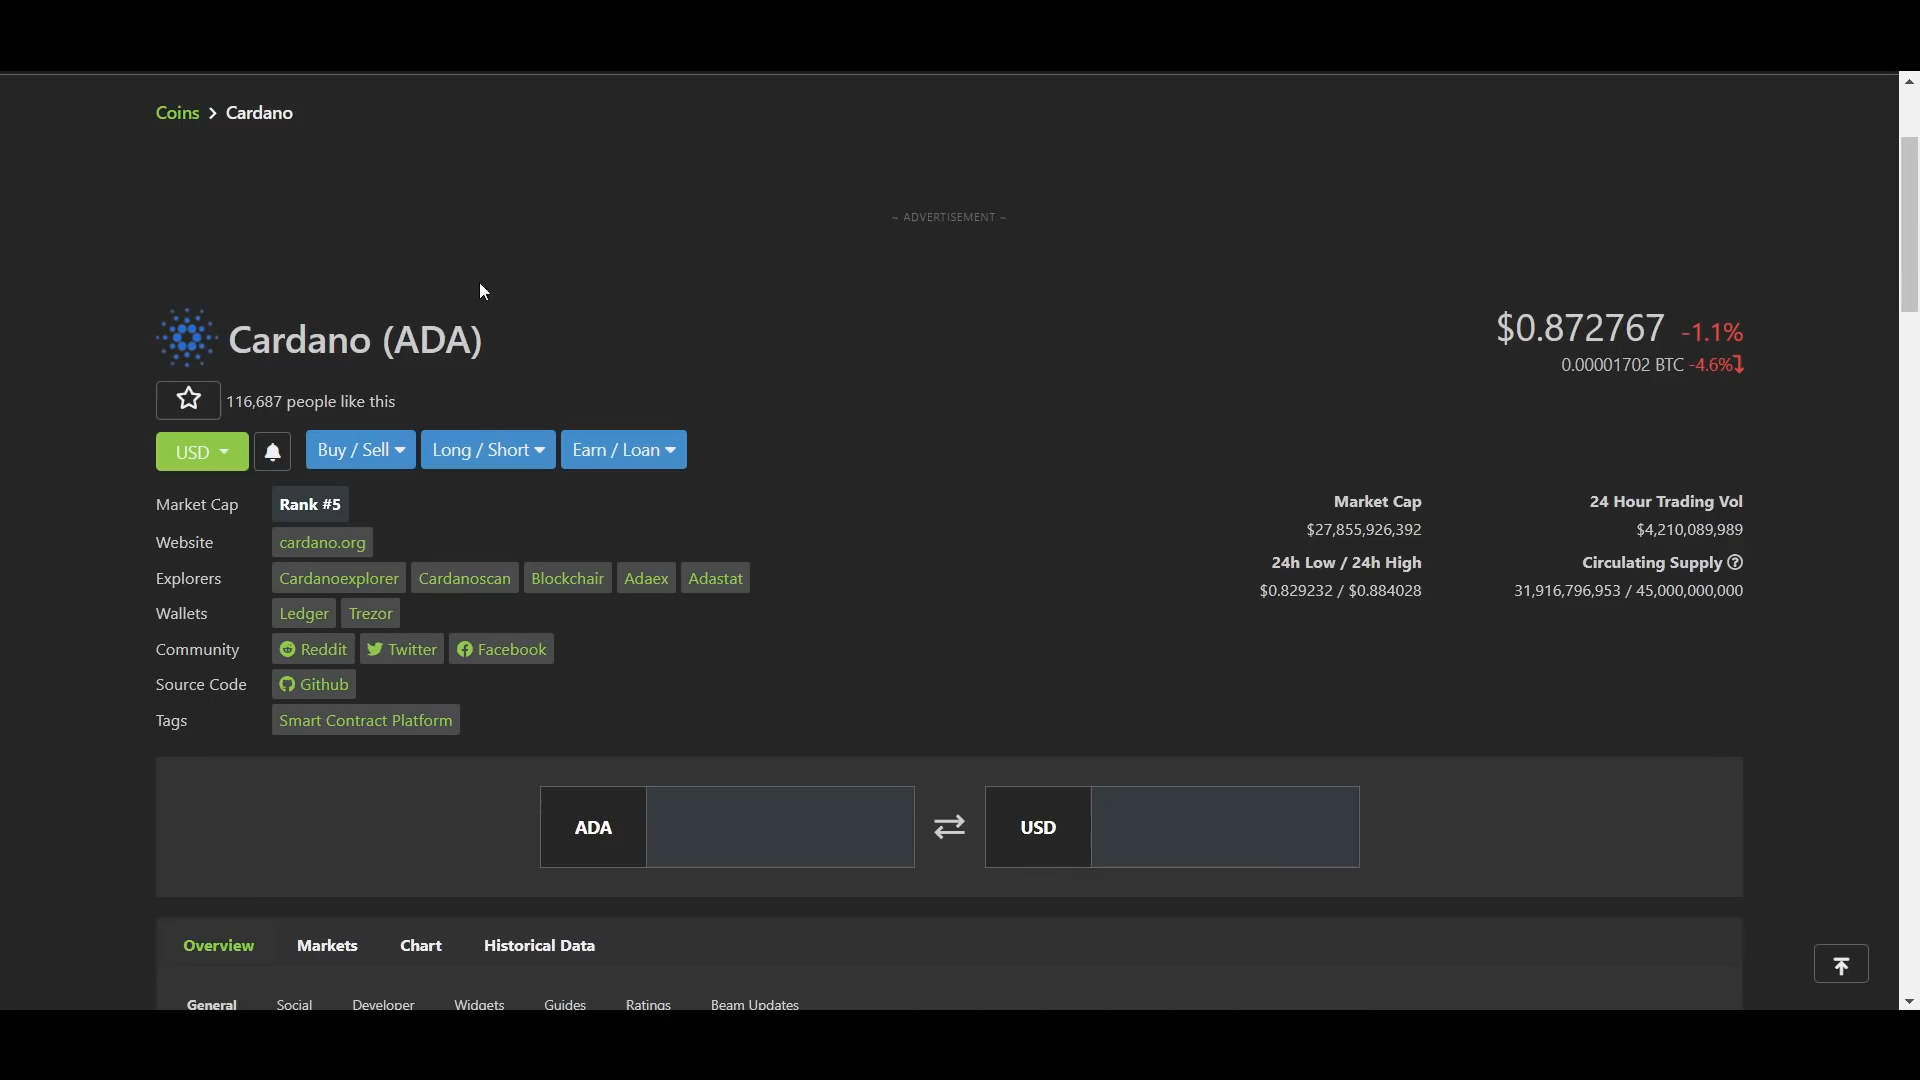 Coins > Cardano
~ ADVERTISEMENT ~
Cardano (ADA)
$0.872767 -1.1%
0.00001702 BTC -4.6%
116,687 people like this
USD Buy / Sell Long / Short Earn / Loan
Market Cap Rank #5
Website cardano.org
Explorers Cardanoexplorer Cardanoscan Blockchair Adaex Adastat
Wallets Ledger Trezor
Community Reddit Twitter Facebook
Source Code Github
Tags Smart Contract Platform
Market Cap 24 Hour Trading Vol
$27,855,926,392 $4,210,089,989
24h Low / 24h High Circulating Supply
$0.829232 / $0.884028 31,916,796,953 / 45,000,000,000
ADA USD
Overview Markets Chart Historical Data
General Social Developer Widgets Guides Ratings Beam Updates